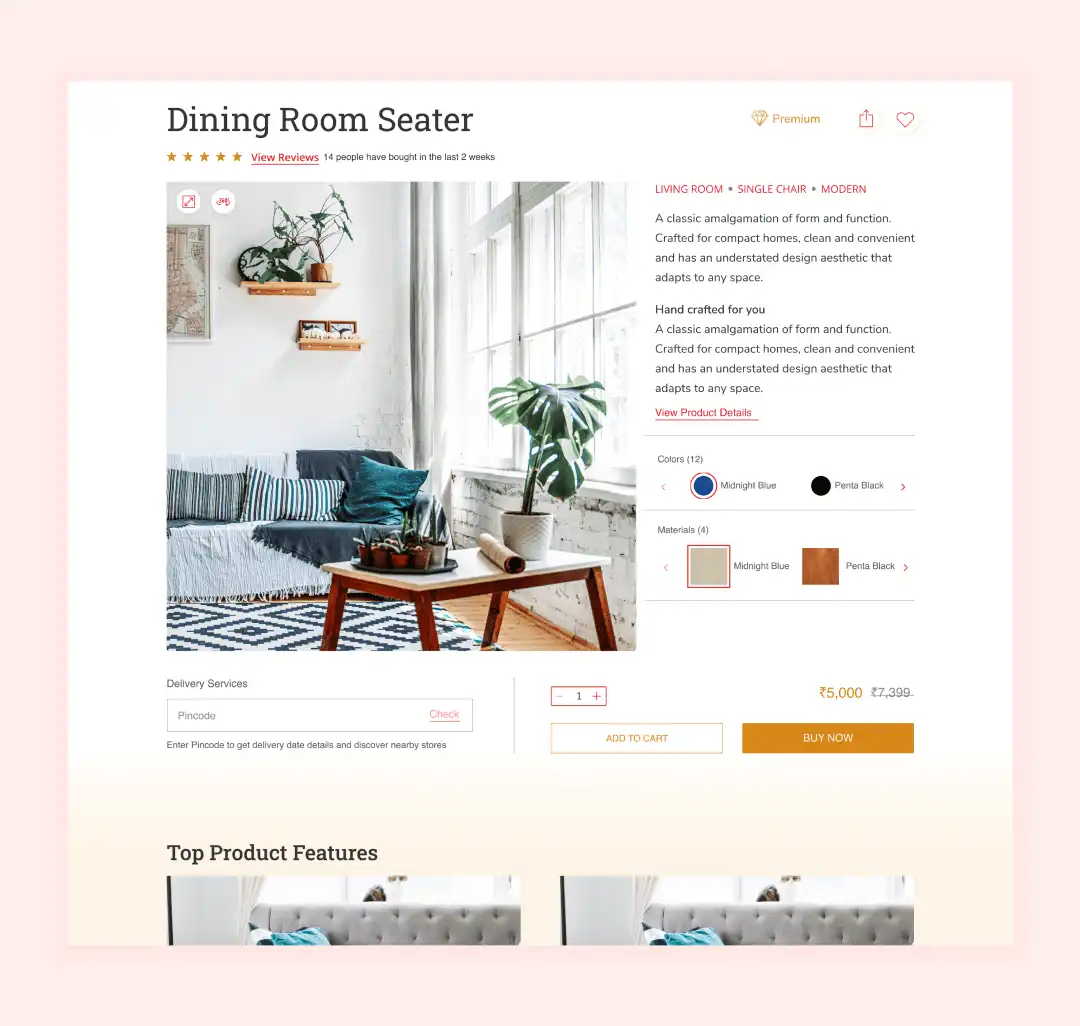 Dining Room Seater
Premium
View Reviews 14 people have bought in the last 2 weeks
LIVING ROOM • SINGLE CHAIR • MODERN
A classic amalgamation of form and function.
Crafted for compact homes, clean and convenient
and has an understated design aesthetic that
adapts to any space.
Hand crafted for you
A classic amalgamation of form and function.
Crafted for compact homes, clean and convenient
and has an understated design aesthetic that
adapts to any space.
View Product Details
Colors (12)
Midnight Blue
Penta Black
Materials (4)
Midnight Blue
Penta Black
Delivery Services
Pincode
Check
Enter Pincode to get delivery date details and discover nearby stores
− 1 +
₹5,000 ₹7,399
ADD TO CART
BUY NOW
Top Product Features